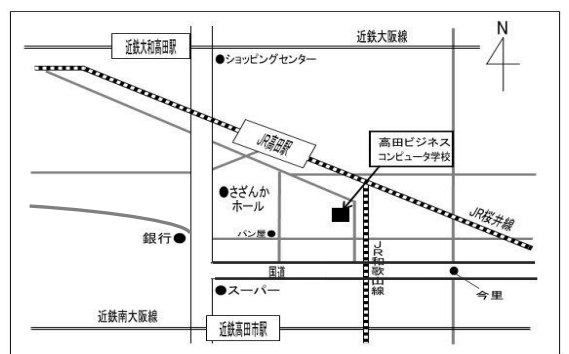 近鉄大阪線
N
近鉄大和高田駅
●ショッピングセンター
JR高田駅
高田ビジネス
コンピュータ学校
●さざんか
ホール
JR桜井線
パン屋●
銀行●
JR和歌山線
国道
●スーパー
今里
近鉄南大阪線
近鉄高田市駅